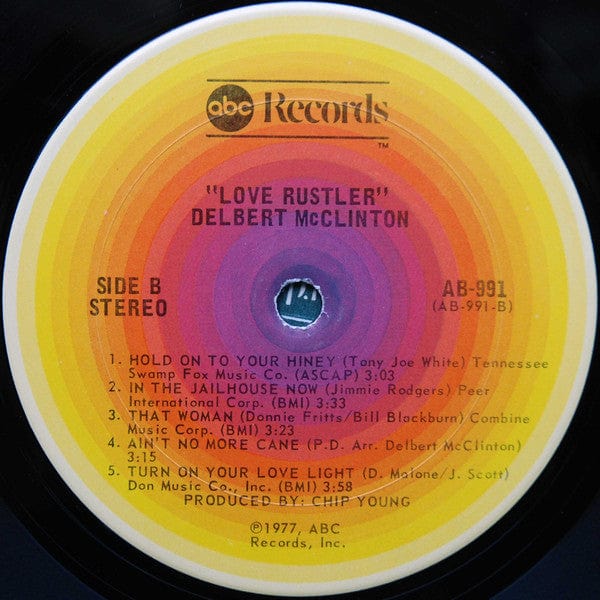 abc Records
™
"LOVE RUSTLER"
DELBERT McCLINTON
SIDE B
STEREO
AB-991
(AB-991-B)
1. HOLD ON TO YOUR HINEY (Tony Joe White) Tennessee
Swamp Fox Music Co. (ASCAP) 3:03
2. IN THE JAILHOUSE NOW (Jimmie Rodgers) Peer
International Corp. (BMI) 3:33
3. THAT WOMAN (Donnie Fritts/Bill Blackburn) Combine
Music Corp. (BMI) 3:23
4. AIN'T NO MORE CANE (P.D. Arr. Delbert McClinton)
3:15
5. TURN ON YOUR LOVE LIGHT (D. Malone/J. Scott)
Don Music Co., Inc. (BMI) 3:58
PRODUCED BY: CHIP YOUNG
℗1977, ABC
Records, Inc.